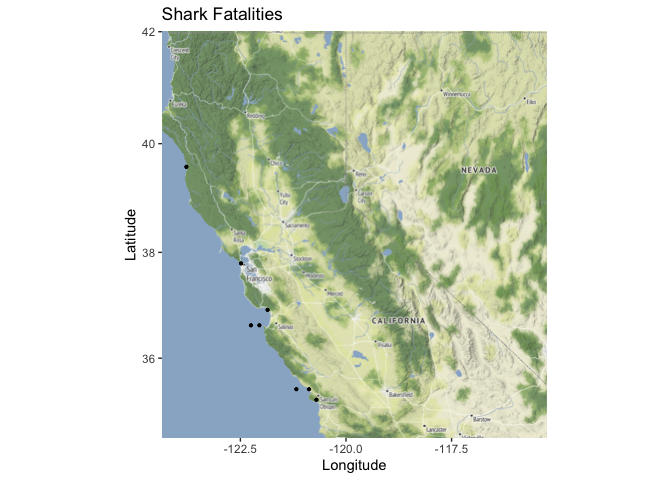 Shark Fatalities
42
Crescent
City
Winnemucca
Elko
Eureka
Redding
40
Chico
Reno
NEVADA
Carson
City
Yuba
City
Latitude
Santa
Rosa
Sacramento
38
Stockton
San
Francisco
Modesto
Merced
CALIFORNIA
Salinas
Visalia
36
Bakersfield
San Luis
Obispo
Barstow
Lancaster
-122.5
-120.0
-117.5
Longitude